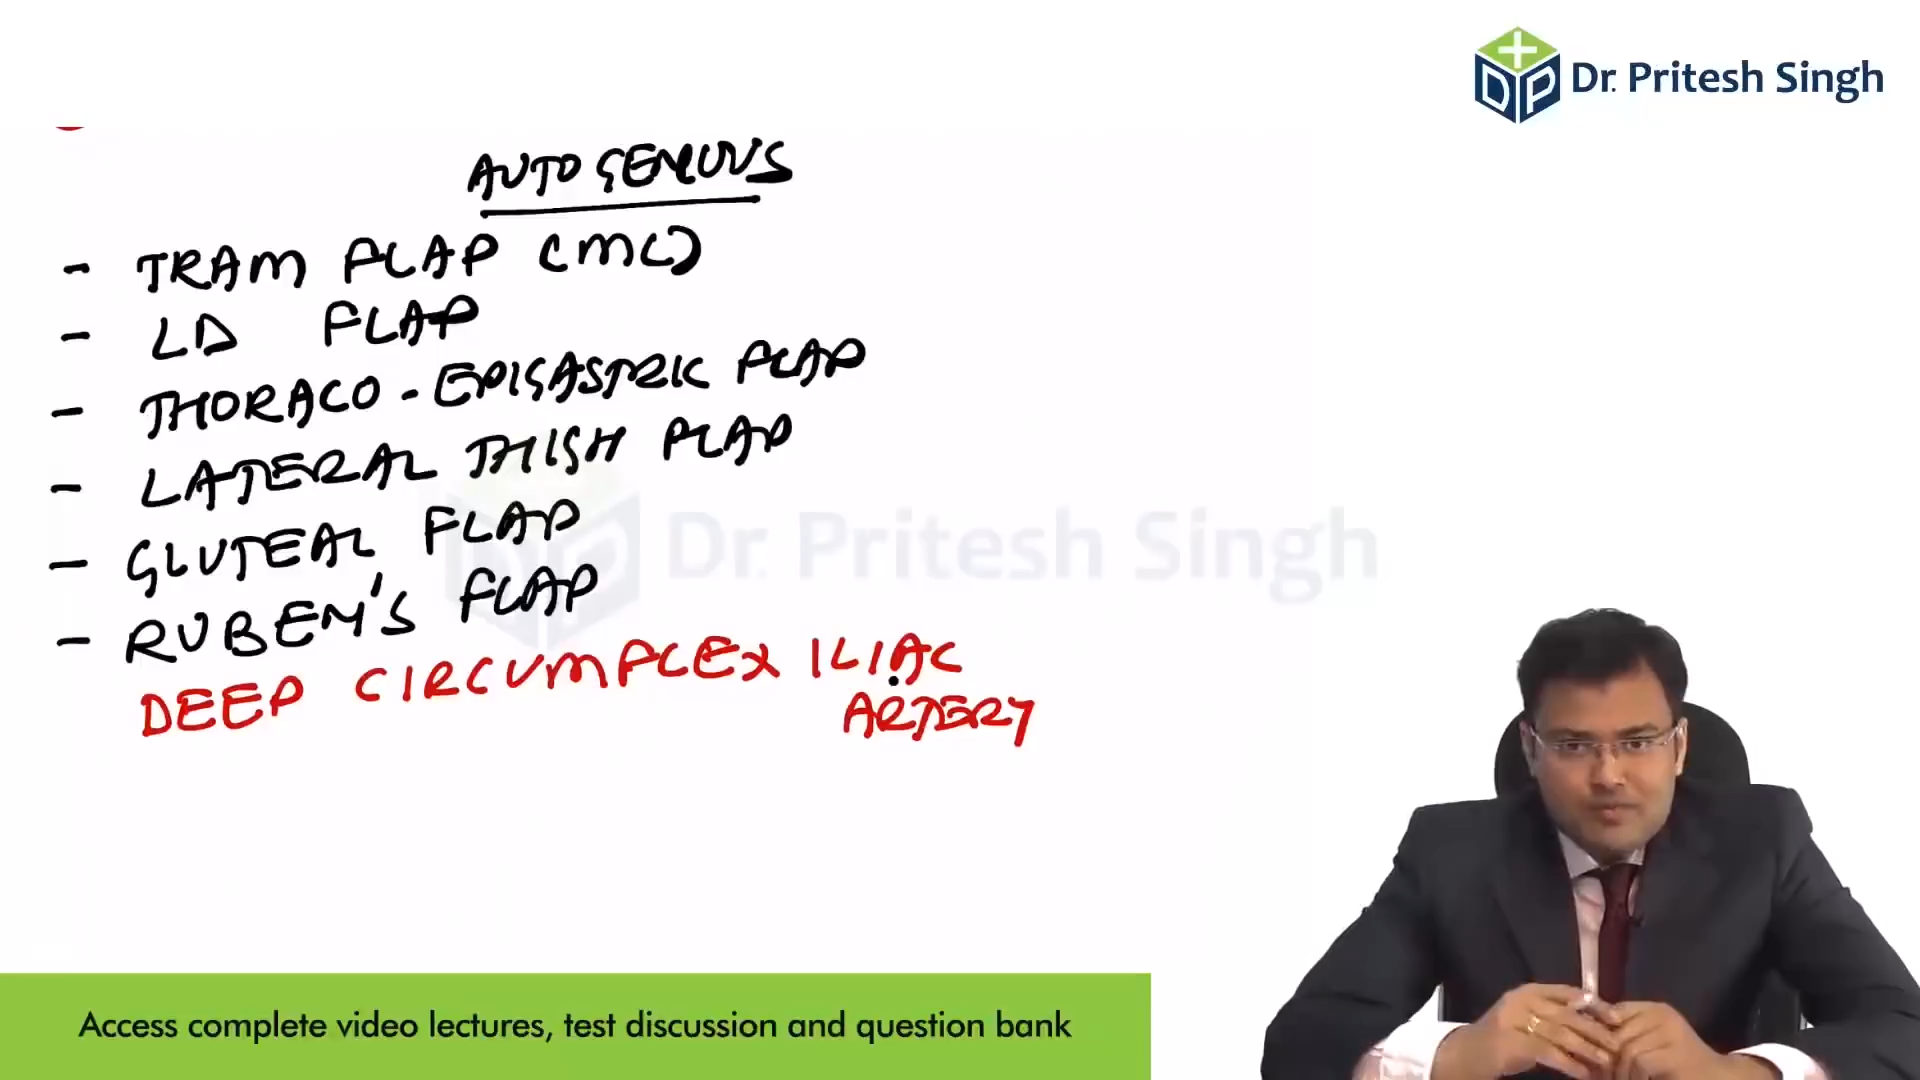 Dr. Pritesh Singh
AUTOGENOUS
- TRAM FLAP (MC)
- LD FLAP
- THORACO-EPIGASTRIC FLAP
- LATERAL THIGH FLAP
- GLUTEAL FLAP
- RUBEN'S FLAP
DEEP CIRCUMFLEX ILIAC
ARTERY
Dr. Pritesh Singh
Access complete video lectures, test discussion and question bank